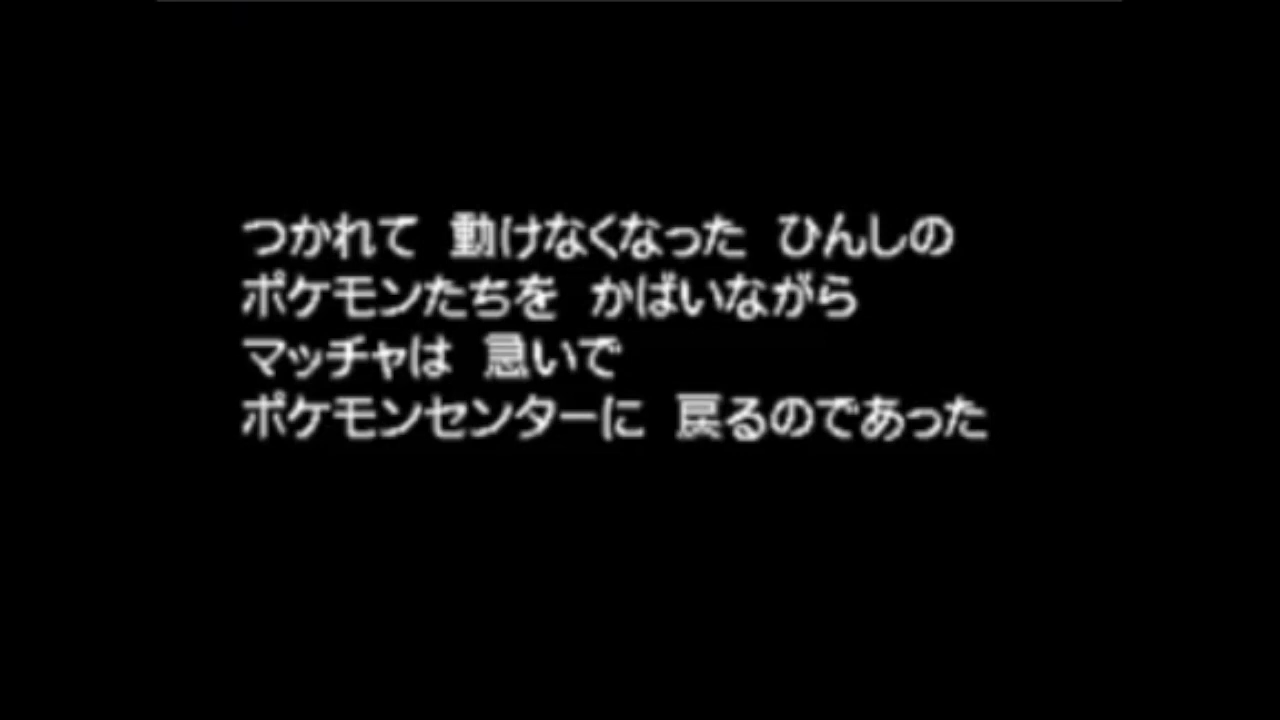 つかれて　動けなくなった　ひんしの
ポケモンたちを　かばいながら
マッチャは　急いで
ポケモンセンターに　戻るのであった